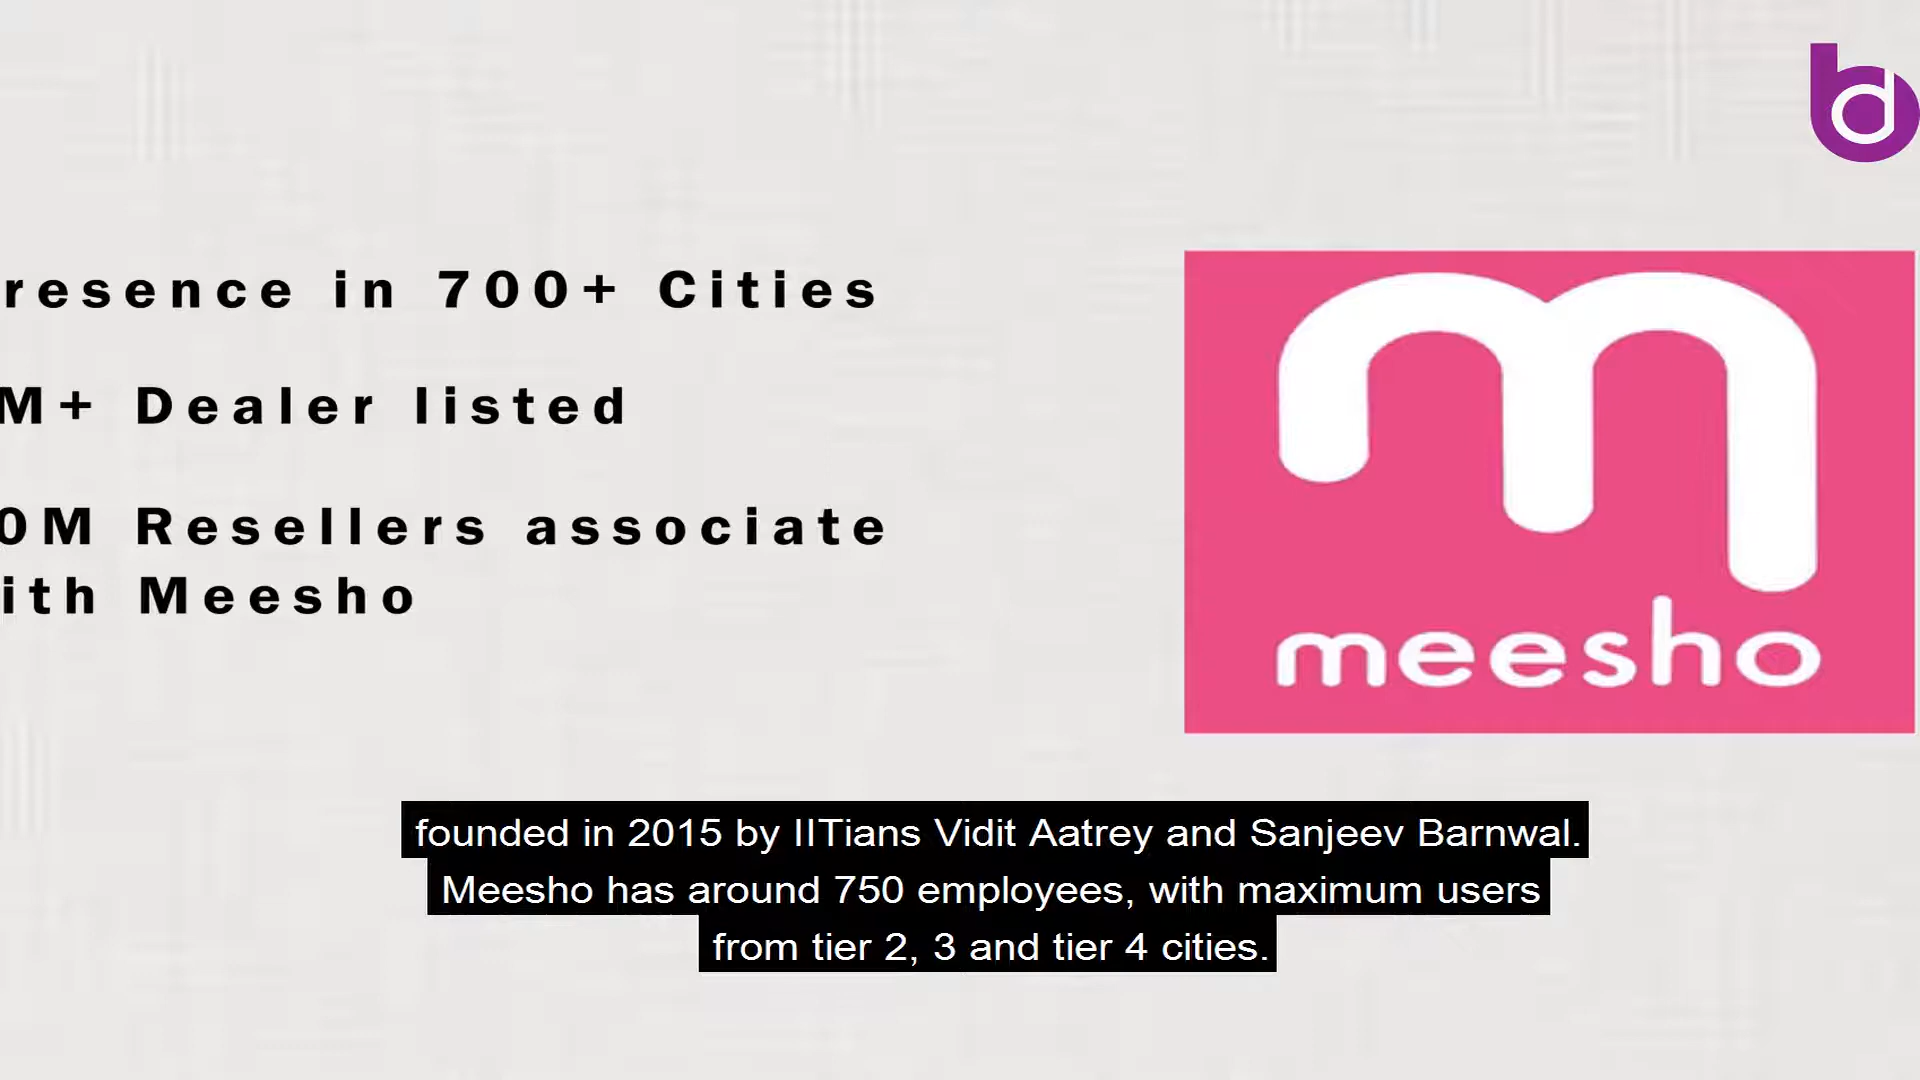 resence in 700+ Cities
M+ Dealer listed
0M Resellers associate
ith Meesho
meesho
founded in 2015 by IITians Vidit Aatrey and Sanjeev Barnwal.
Meesho has around 750 employees, with maximum users
from tier 2, 3 and tier 4 cities.